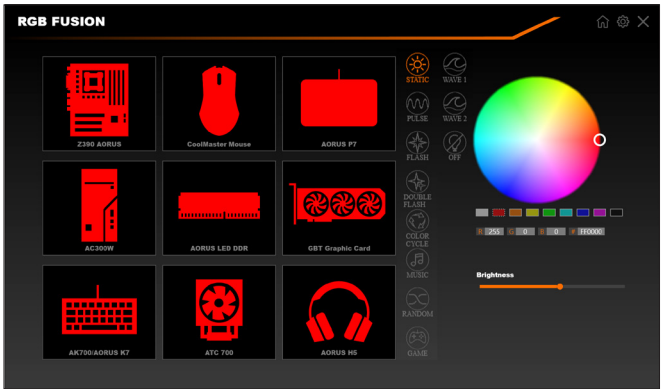 RGB FUSION
Z390 AORUS
CoolMaster Mouse
AORUS P7
AC300W
AORUS LED DDR
GBT Graphic Card
AK700/AORUS K7
ATC 700
AORUS H5
STATIC
WAVE 1
PULSE
WAVE 2
FLASH
OFF
DOUBLE
FLASH
COLOR
CYCLE
MUSIC
RANDOM
GAME
R 255 G 0 B 0 # FF0000
Brightness